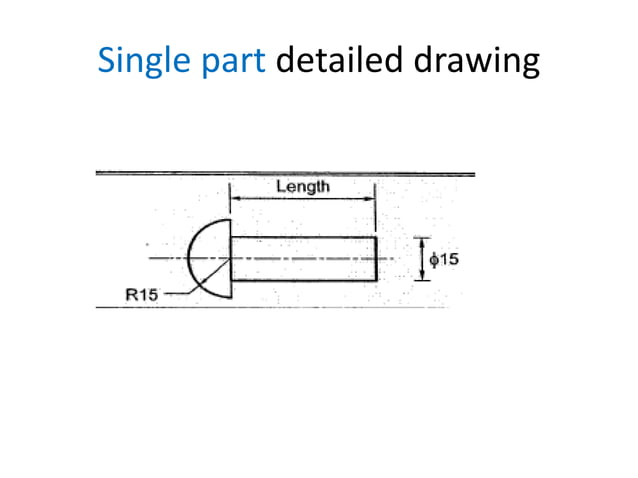 Single part detailed drawing
Length
ϕ15
R15